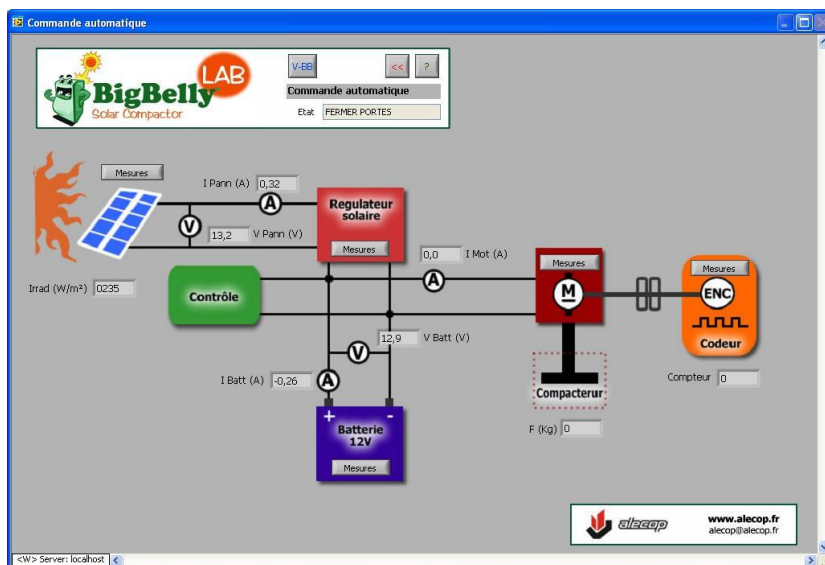 Commande automatique
BigBelly LAB
Solar Compactor
V-BB
<<
?
Commande automatique
Etat FERMER PORTES
Mesures
I Pann (A) 0,32
A
V
13,2 V Pann (V)
Regulateur
solaire
Mesures
0,0 I Mot (A)
A
Irrad (W/m²) 0235
Contrôle
Mesures
M
Mesures
ENC
Codeur
12,9 V Batt (V)
V
I Batt (A) -0,26
A
Compteur 0
Compacteur
F (Kg) 0
+ -
Batterie
12V
Mesures
alecop
www.alecop.fr
alecop@alecop.fr
<W> Server: localhost